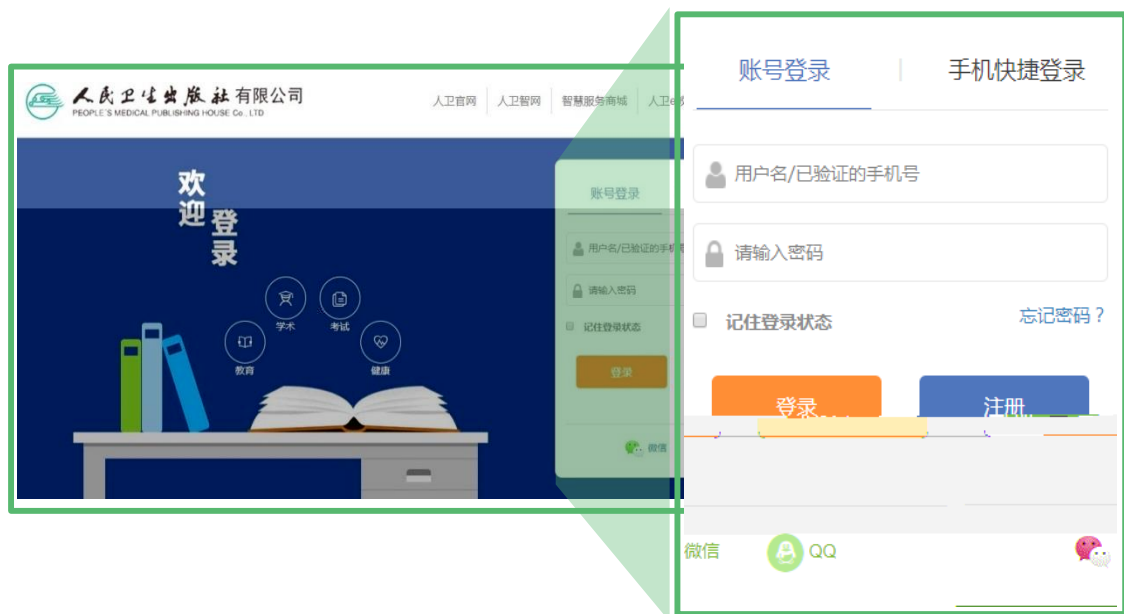 人民卫生出版社有限公司
PEOPLE'S MEDICAL PUBLISHING HOUSE Co., LTD
人卫官网
人卫智网
智慧服务商城
欢迎
登录
学术
考试
教育
健康
账号登录
用户名/已验证的手机
请输入密码
记住登录状态
登录
微信
账号登录
手机快捷登录
用户名/已验证的手机号
请输入密码
记住登录状态
忘记密码?
登录
注册
微信
QQ